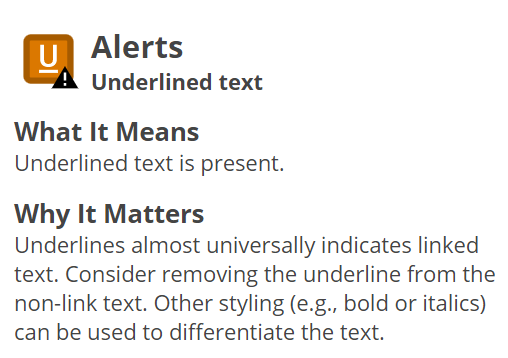 U
Alerts
Underlined text
What It Means
Underlined text is present.
Why It Matters
Underlines almost universally indicates linked
text. Consider removing the underline from the
non-link text. Other styling (e.g., bold or italics)
can be used to differentiate the text.